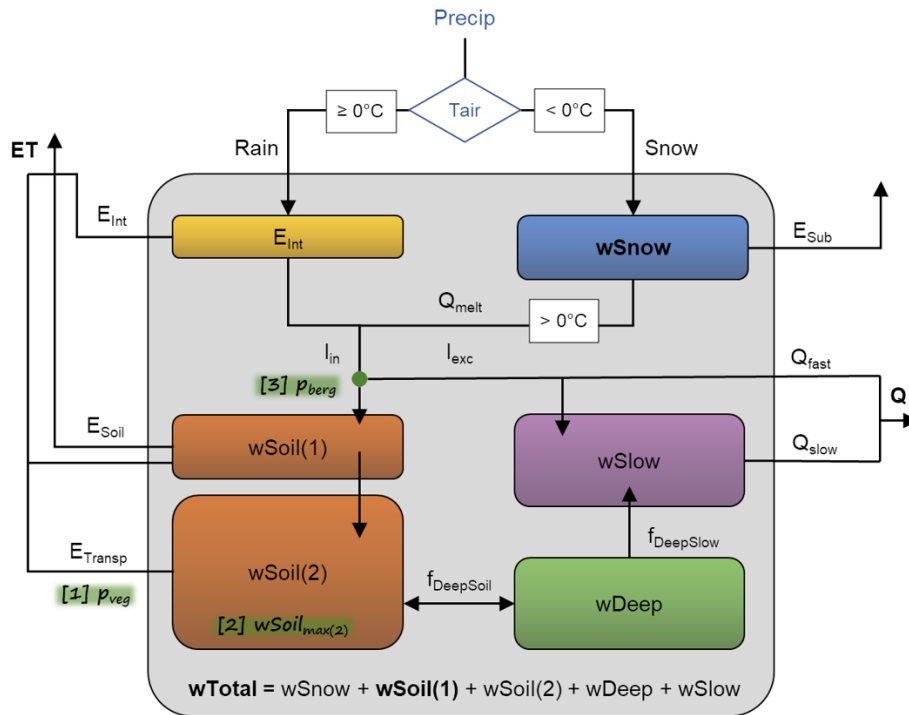 Precip
Tair
≥ 0°C
< 0°C
Rain
Snow
ET
E_Int
E_Int
wSnow
E_Sub
Q_melt
> 0°C
I_in
I_exc
Q_fast
[3] p_berg
Q
E_Soil
wSoil(1)
wSlow
Q_slow
E_Transp
wSoil(2)
f_DeepSlow
f_DeepSoil
wDeep
[1] p_veg
[2] wSoil_max(2)
wTotal = wSnow + wSoil(1) + wSoil(2) + wDeep + wSlow